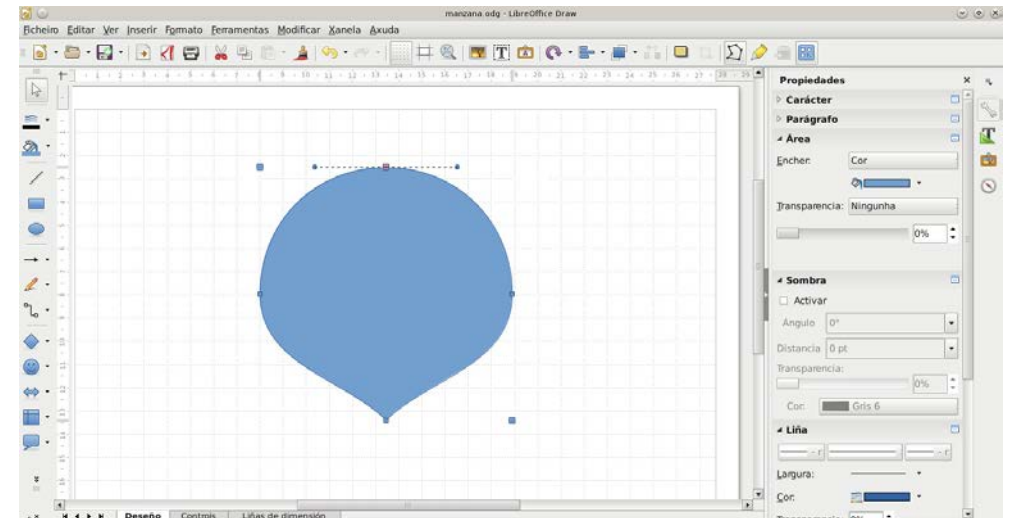 manzana.odg - LibreOffice Draw
Ficheiro Editar Ver Inserir Formato Ferramentas Modificar Xanela Axuda
Propiedades
Carácter
Parágrafo
Área
Encher: Cor
Transparencia: Ningunha
0%
Sombra
Activar
Ángulo 0°
Distancia 0 pt
Transparencia:
0%
Cor: Gris 6
Liña
Largura:
Cor:
Deseño Controis Liñas de dimensión